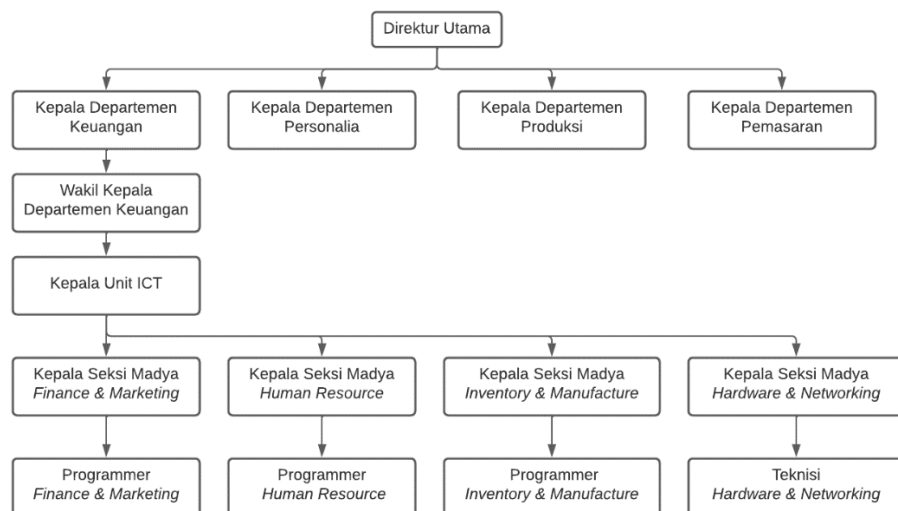 Direktur Utama
Kepala Departemen
Keuangan
Kepala Departemen
Personalia
Kepala Departemen
Produksi
Kepala Departemen
Pemasaran
Wakil Kepala
Departemen Keuangan
Kepala Unit ICT
Kepala Seksi Madya
Finance & Marketing
Kepala Seksi Madya
Human Resource
Kepala Seksi Madya
Inventory & Manufacture
Kepala Seksi Madya
Hardware & Networking
Programmer
Finance & Marketing
Programmer
Human Resource
Programmer
Inventory & Manufacture
Teknisi
Hardware & Networking